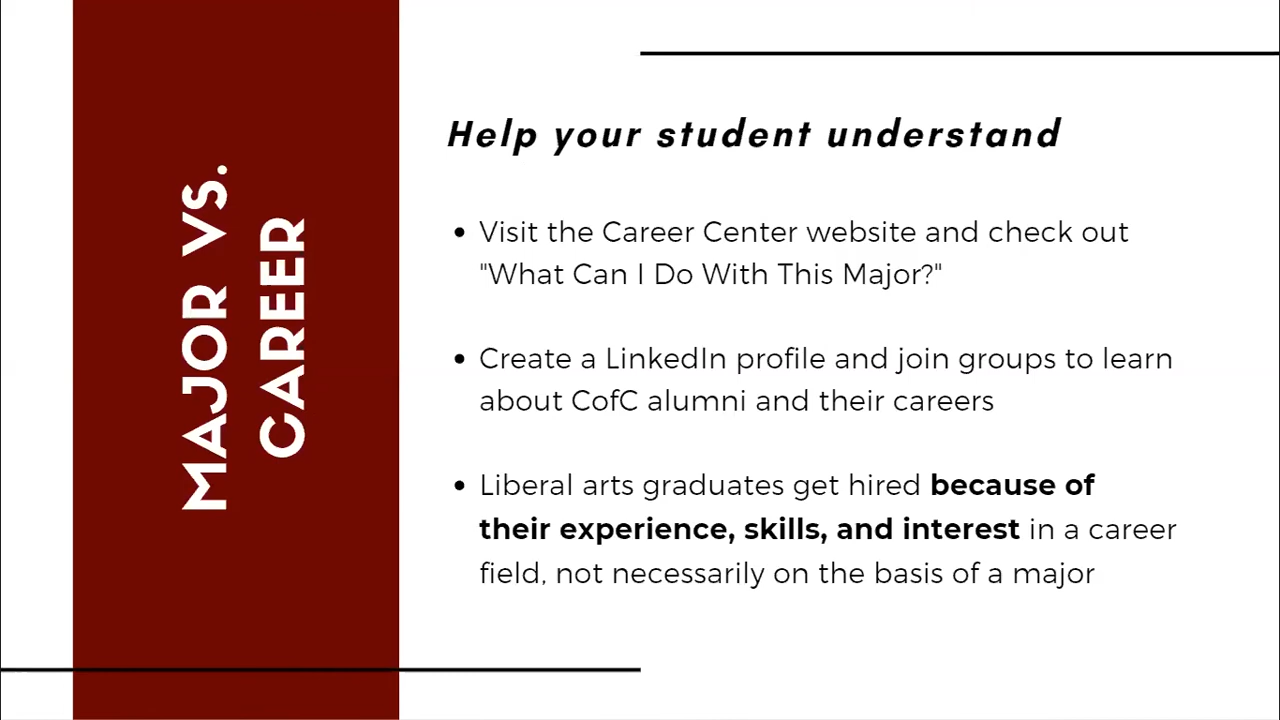 MAJOR VS.
CAREER
Help your student understand
• Visit the Career Center website and check out
"What Can I Do With This Major?"
• Create a LinkedIn profile and join groups to learn
about CofC alumni and their careers
• Liberal arts graduates get hired because of
their experience, skills, and interest in a career
field, not necessarily on the basis of a major